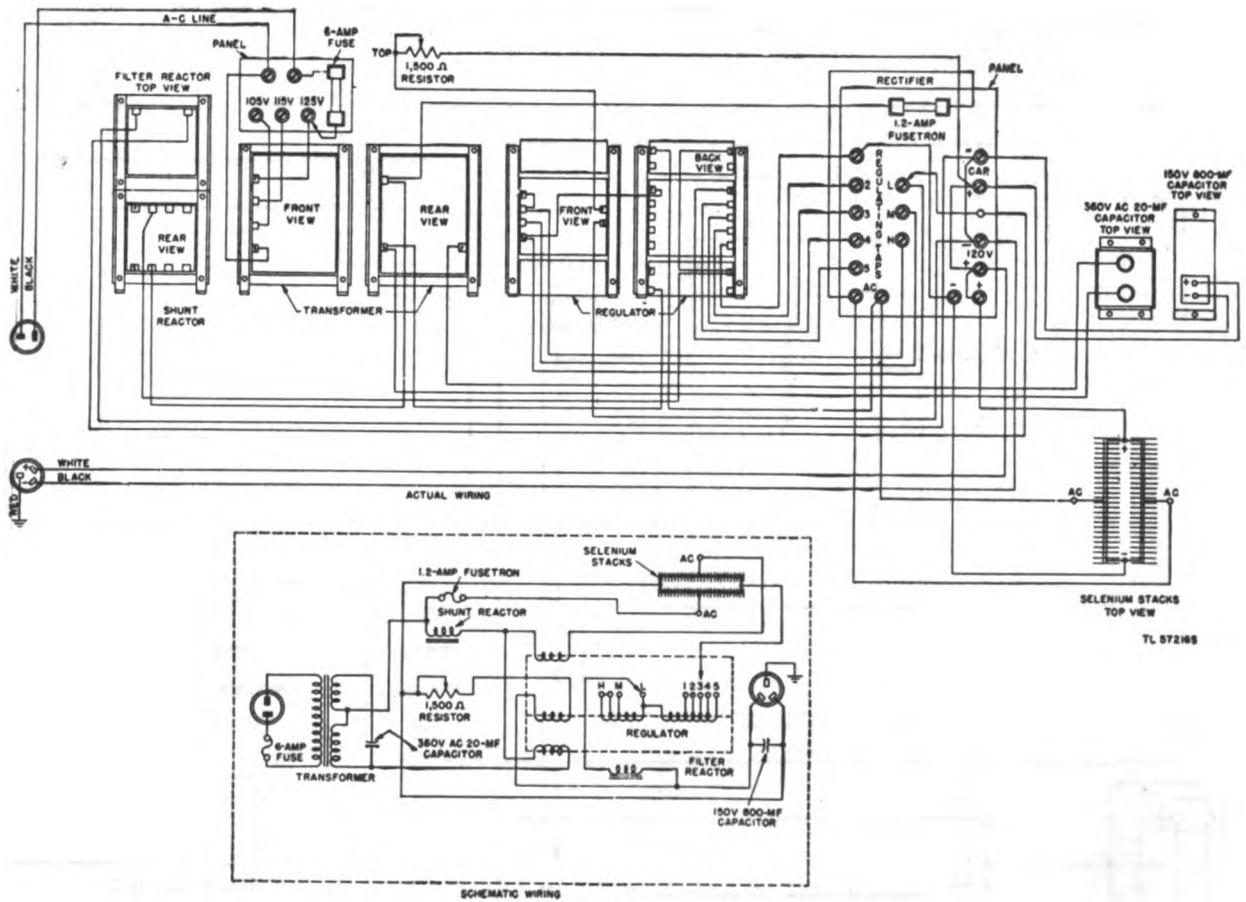 A-C LINE
PANEL
6-AMP
FUSE
TOP
1,500 Ω
RESISTOR
RECTIFIER
PANEL
FILTER REACTOR
TOP VIEW
105V 115V 125V
1.2-AMP
FUSETRON
BACK
VIEW
- CAP. +
150V 800-MF
CAPACITOR
TOP VIEW
360V AC 20-MF
CAPACITOR
TOP VIEW
REGULATING TAPS
2
3
4
5
L
M
H
AC
- 120V +
- +
+
-
FRONT
VIEW
REAR
VIEW
FRONT
VIEW
REAR
VIEW
SHUNT
REACTOR
TRANSFORMER
REGULATOR
WHITE
BLACK
WHITE
BLACK
RED
+
-
ACTUAL WIRING
AC
+
-
AC
SELENIUM STACKS
TOP VIEW
TL 57216S
SELENIUM
STACKS
AC
AC
1.2-AMP FUSETRON
SHUNT REACTOR
H M L 1 2 3 4 5
1,500 Ω
RESISTOR
REGULATOR
6-AMP
FUSE
360V AC 20-MF
CAPACITOR
TRANSFORMER
FILTER
REACTOR
150V 800-MF
CAPACITOR
SCHEMATIC WIRING